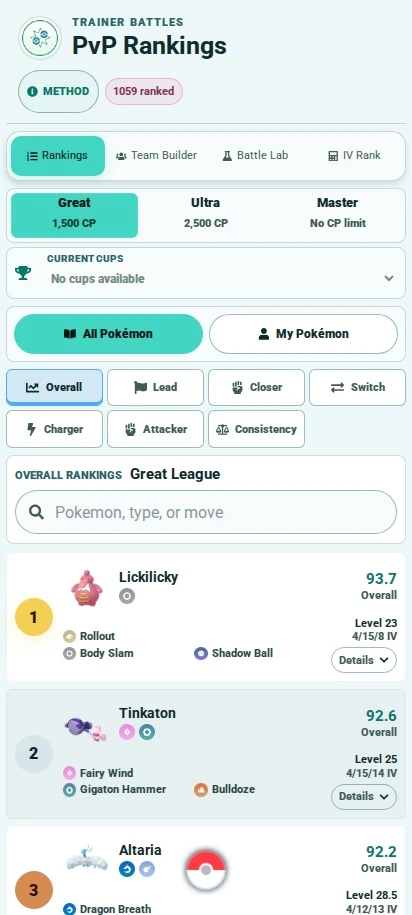 TRAINER BATTLES
PvP Rankings
METHOD
1059 ranked
Rankings
Team Builder
Battle Lab
IV Rank
Great
1,500 CP
Ultra
2,500 CP
Master
No CP limit
CURRENT CUPS
No cups available
All Pokémon
My Pokémon
Overall
Lead
Closer
Switch
Charger
Attacker
Consistency
OVERALL RANKINGS Great League
Pokemon, type, or move
1
Lickilicky
93.7
Overall
Rollout
Body Slam
Shadow Ball
Level 23
4/15/8 IV
Details
2
Tinkaton
92.6
Overall
Fairy Wind
Gigaton Hammer
Bulldoze
Level 25
4/15/14 IV
Details
3
Altaria
92.2
Overall
Dragon Breath
Level 28.5
4/12/13 IV